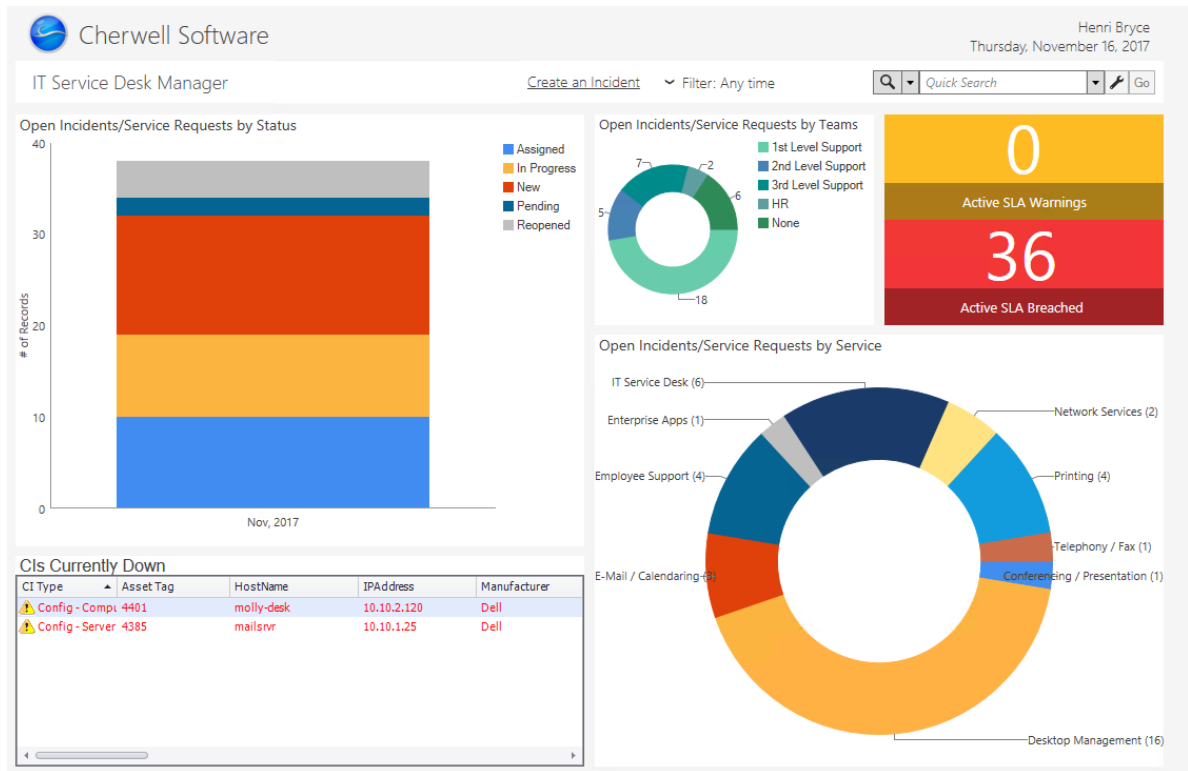 Cherwell Software
Henri Bryce
Thursday, November 16, 2017
IT Service Desk Manager
Create an Incident
Filter: Any time
Quick Search
Go
Open Incidents/Service Requests by Status
40
30
20
10
0
# of Records
Nov, 2017
Assigned
In Progress
New
Pending
Reopened
Open Incidents/Service Requests by Teams
7
2
6
5
18
1st Level Support
2nd Level Support
3rd Level Support
HR
None
0
Active SLA Warnings
36
Active SLA Breached
Open Incidents/Service Requests by Service
IT Service Desk (6)
Network Services (2)
Enterprise Apps (1)
Employee Support (4)
Printing (4)
Telephony / Fax (1)
E-Mail / Calendaring (3)
Conferencing / Presentation (1)
Desktop Management (16)
CIs Currently Down
CI Type Asset Tag HostName IPAddress Manufacturer
Config - Compu 4401 molly-desk 10.10.2.120 Dell
Config - Server 4385 mailsrvr 10.10.1.25 Dell